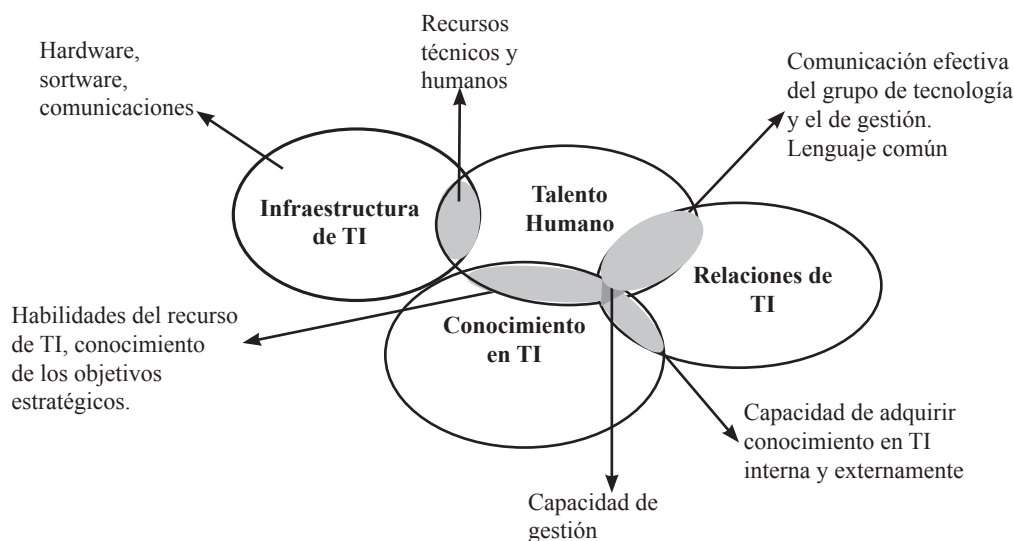 Recursos
técnicos y
humanos
Hardware,
sortware,
comunicaciones
Comunicación efectiva
del grupo de tecnología
y el de gestión.
Lenguaje común
Infraestructura
de TI
Talento
Humano
Relaciones de
TI
Conocimiento
en TI
Habilidades del recurso
de TI, conocimiento
de los objetivos
estratégicos.
Capacidad de adquirir
conocimiento en TI
interna y externamente
Capacidad de
gestión